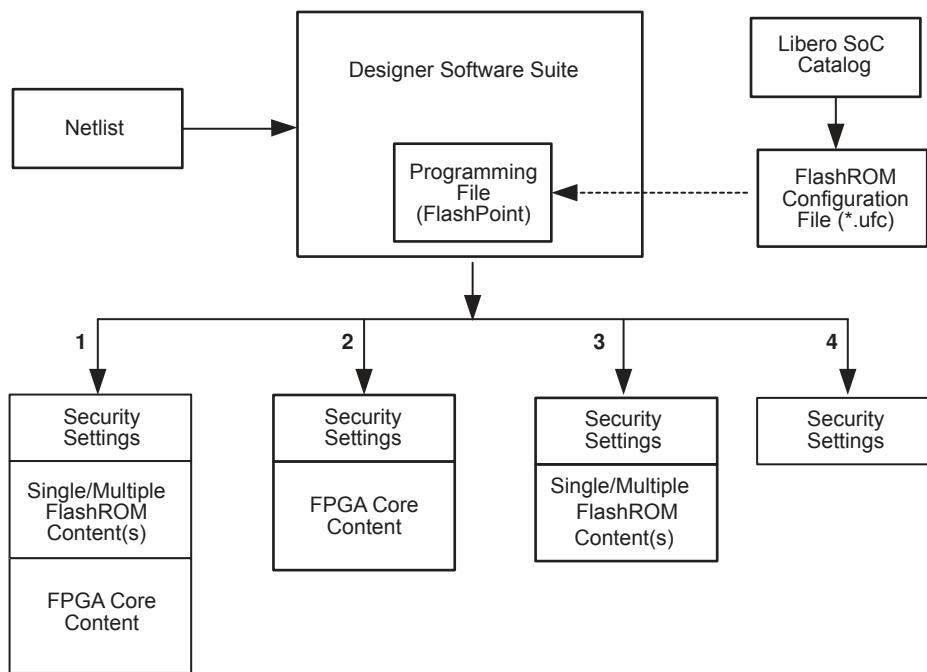 Libero SoC
Catalog
Designer Software Suite
Netlist
Programming
File
(FlashPoint)
FlashROM
Configuration
File (*.ufc)
1
2
3
4
Security
Settings
Single/Multiple
FlashROM
Content(s)
FPGA Core
Content
Security
Settings
FPGA Core
Content
Security
Settings
Single/Multiple
FlashROM
Content(s)
Security
Settings